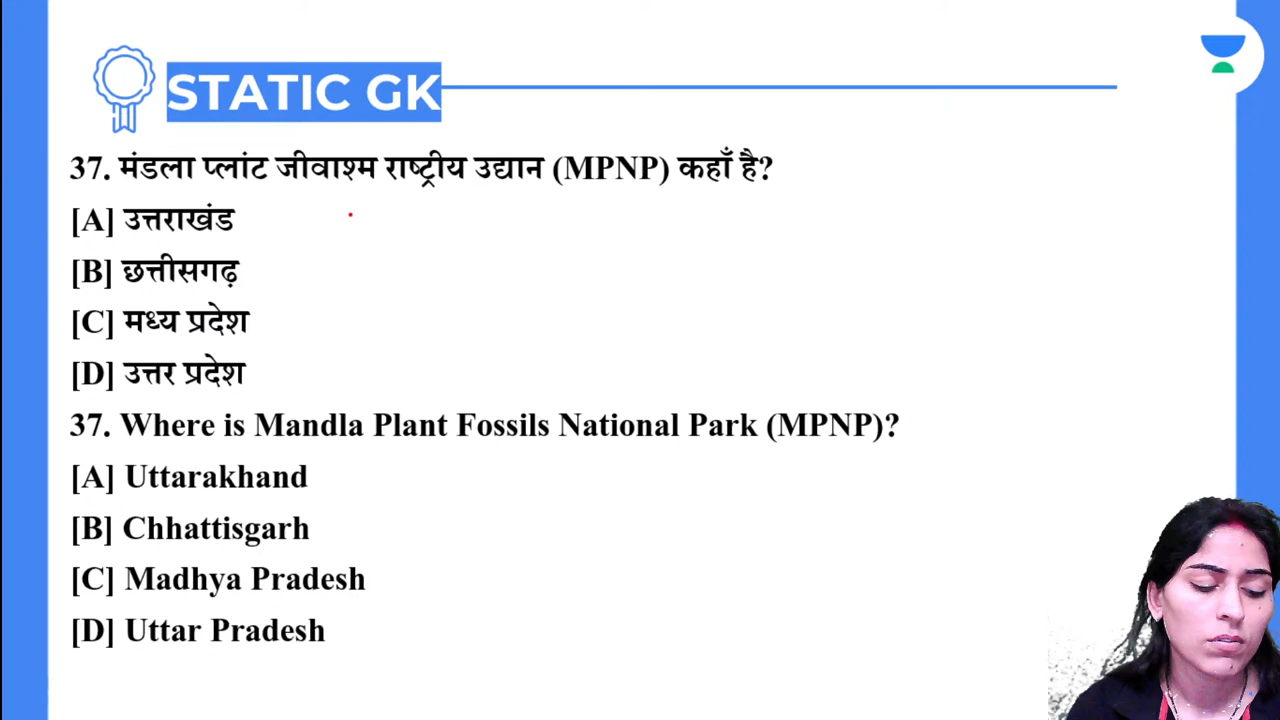 STATIC GK
37. मंडला प्लांट जीवाश्म राष्ट्रीय उद्यान (MPNP) कहाँ है?
[A] उत्तराखंड
[B] छत्तीसगढ़
[C] मध्य प्रदेश
[D] उत्तर प्रदेश
37. Where is Mandla Plant Fossils National Park (MPNP)?
[A] Uttarakhand
[B] Chhattisgarh
[C] Madhya Pradesh
[D] Uttar Pradesh